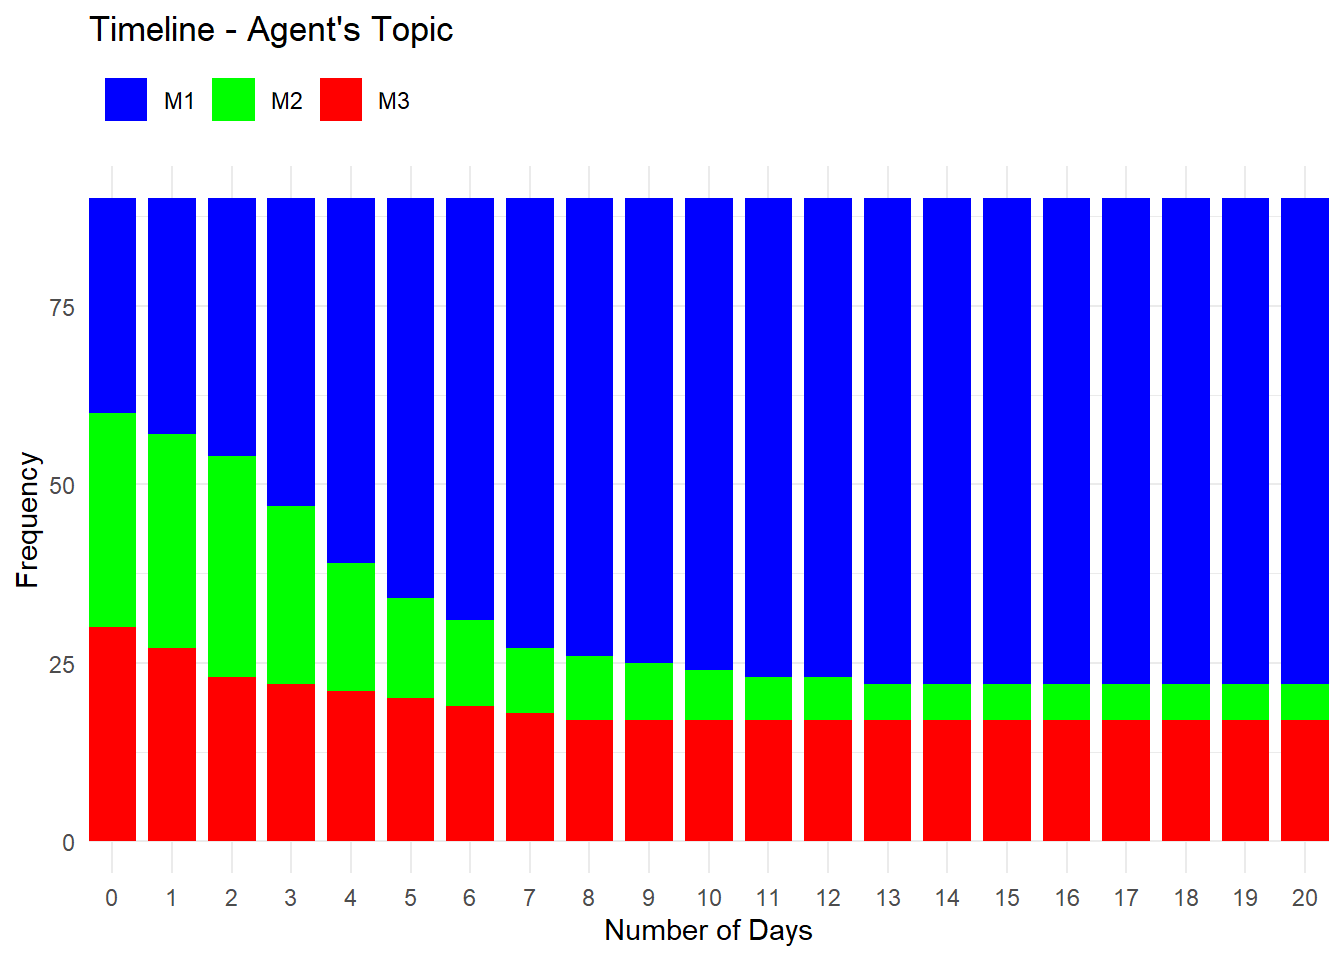 Timeline - Agent's Topic
M1 M2 M3
75
50
25
0
Frequency
0 1 2 3 4 5 6 7 8 9 10 11 12 13 14 15 16 17 18 19 20
Number of Days